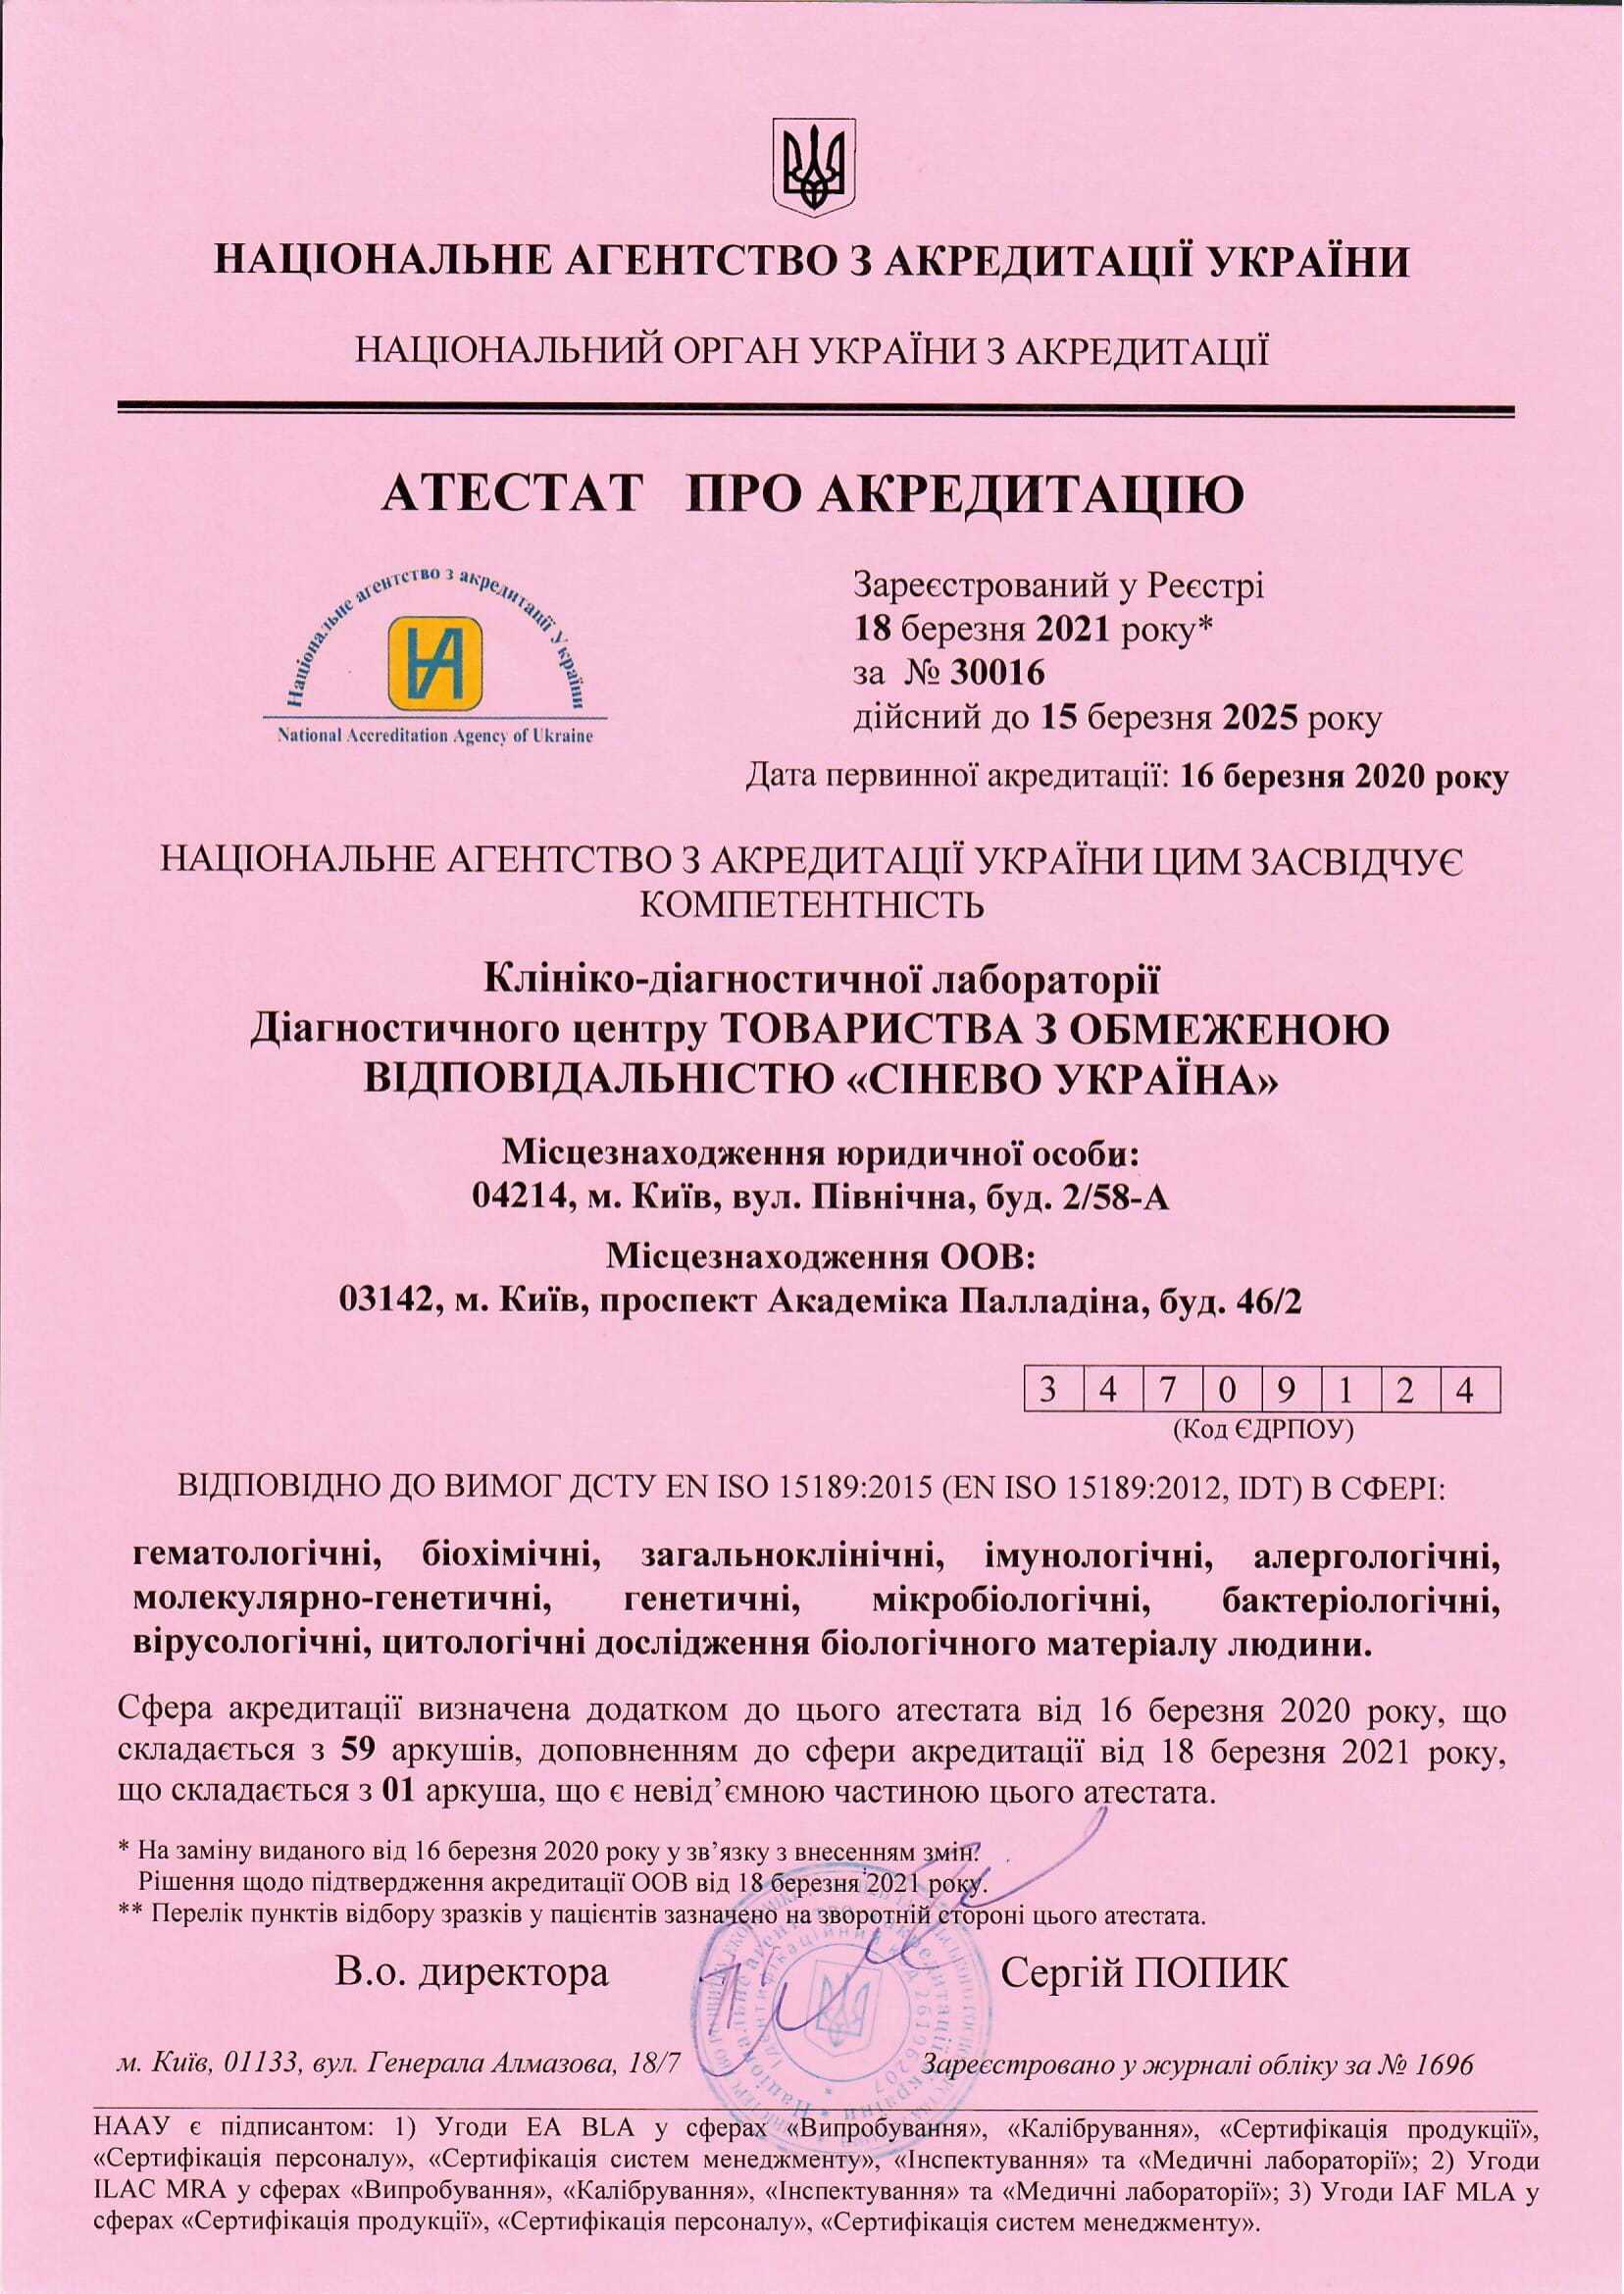 НАЦІОНАЛЬНЕ АГЕНТСТВО З АКРЕДИТАЦІЇ УКРАЇНИ
НАЦІОНАЛЬНИЙ ОРГАН УКРАЇНИ З АКРЕДИТАЦІЇ
АТЕСТАТ ПРО АКРЕДИТАЦІЮ
Національне агентство з акредитації України
National Accreditation Agency of Ukraine
Зареєстрований у Реєстрі
18 березня 2021 року*
за № 30016
дійсний до 15 березня 2025 року
Дата первинної акредитації: 16 березня 2020 року
НАЦІОНАЛЬНЕ АГЕНТСТВО З АКРЕДИТАЦІЇ УКРАЇНИ ЦИМ ЗАСВІДЧУЄ
КОМПЕТЕНТНІСТЬ
Клініко-діагностичної лабораторії
Діагностичного центру ТОВАРИСТВА З ОБМЕЖЕНОЮ
ВІДПОВІДАЛЬНІСТЮ «СІНЕВО УКРАЇНА»
Місцезнаходження юридичної особи:
04214, м. Київ, вул. Північна, буд. 2/58-А
Місцезнаходження ООВ:
03142, м. Київ, проспект Академіка Палладіна, буд. 46/2
3 4 7 0 9 1 2 4
(Код ЄДРПОУ)
ВІДПОВІДНО ДО ВИМОГ ДСТУ EN ISO 15189:2015 (EN ISO 15189:2012, IDT) В СФЕРІ:
гематологічні, біохімічні, загальноклінічні, імунологічні, алергологічні,
молекулярно-генетичні, генетичні, мікробіологічні, бактеріологічні,
вірусологічні, цитологічні дослідження біологічного матеріалу людини.
Сфера акредитації визначена додатком до цього атестата від 16 березня 2020 року, що
складається з 59 аркушів, доповненням до сфери акредитації від 18 березня 2021 року,
що складається з 01 аркуша, що є невід’ємною частиною цього атестата.
* На заміну виданого від 16 березня 2020 року у зв’язку з внесенням змін.
Рішення щодо підтвердження акредитації ООВ від 18 березня 2021 року.
** Перелік пунктів відбору зразків у пацієнтів зазначено на зворотній стороні цього атестата.
В.о. директора
Сергій ПОПИК
м. Київ, 01133, вул. Генерала Алмазова, 18/7
Зареєстровано у журналі обліку за № 1696
НААУ є підписантом: 1) Угоди EA BLA у сферах «Випробування», «Калібрування», «Сертифікація продукції»,
«Сертифікація персоналу», «Сертифікація систем менеджменту», «Інспектування» та «Медичні лабораторії»; 2) Угоди
ILAC MRA у сферах «Випробування», «Калібрування», «Інспектування» та «Медичні лабораторії»; 3) Угоди IAF MLA у
сферах «Сертифікація продукції», «Сертифікація персоналу», «Сертифікація систем менеджменту».